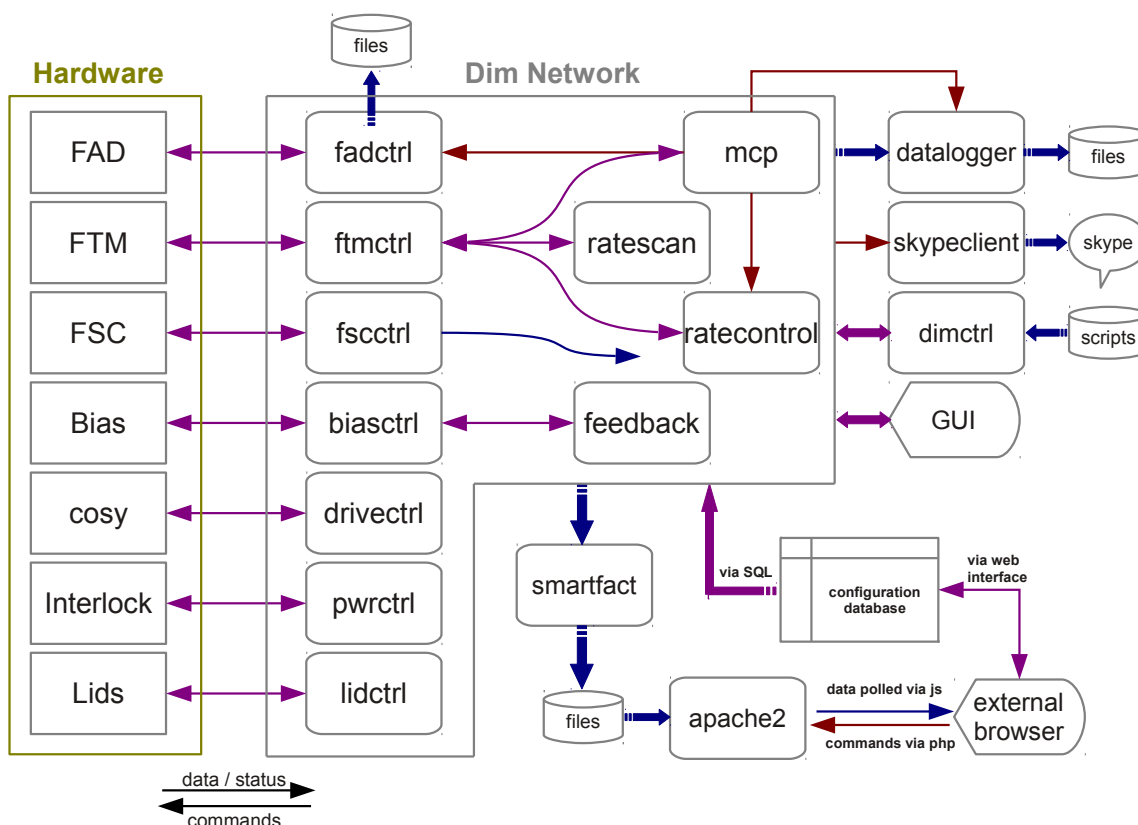 files
Hardware
Dim Network
FAD
fadctrl
mcp
datalogger
files
FTM
ftmctrl
ratescan
skypeclient
skype
FSC
fscctrl
ratecontrol
dimctrl
scripts
Bias
biasctrl
feedback
GUI
cosy
drivectrl
Interlock
pwrctrl
Lids
lidctrl
smartfact
via SQL
configuration
database
via web
interface
files
apache2
data polled via js
commands via php
external
browser
data / status
commands